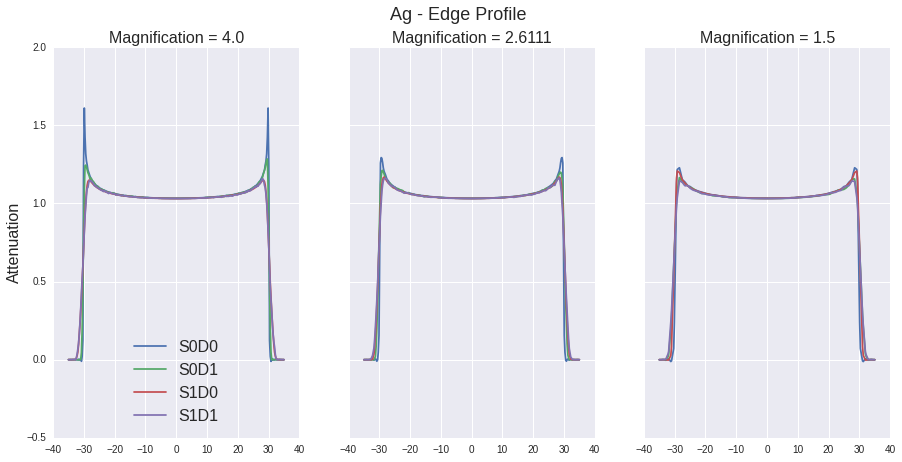 Ag - Edge Profile
Magnification = 4.0
Magnification = 2.6111
Magnification = 1.5
Attenuation
2.0
1.5
1.0
0.5
0.0
−0.5
S0D0
S0D1
S1D0
S1D1
−40 −30 −20 −10 0 10 20 30 40
−40 −30 −20 −10 0 10 20 30 40
−40 −30 −20 −10 0 10 20 30 40